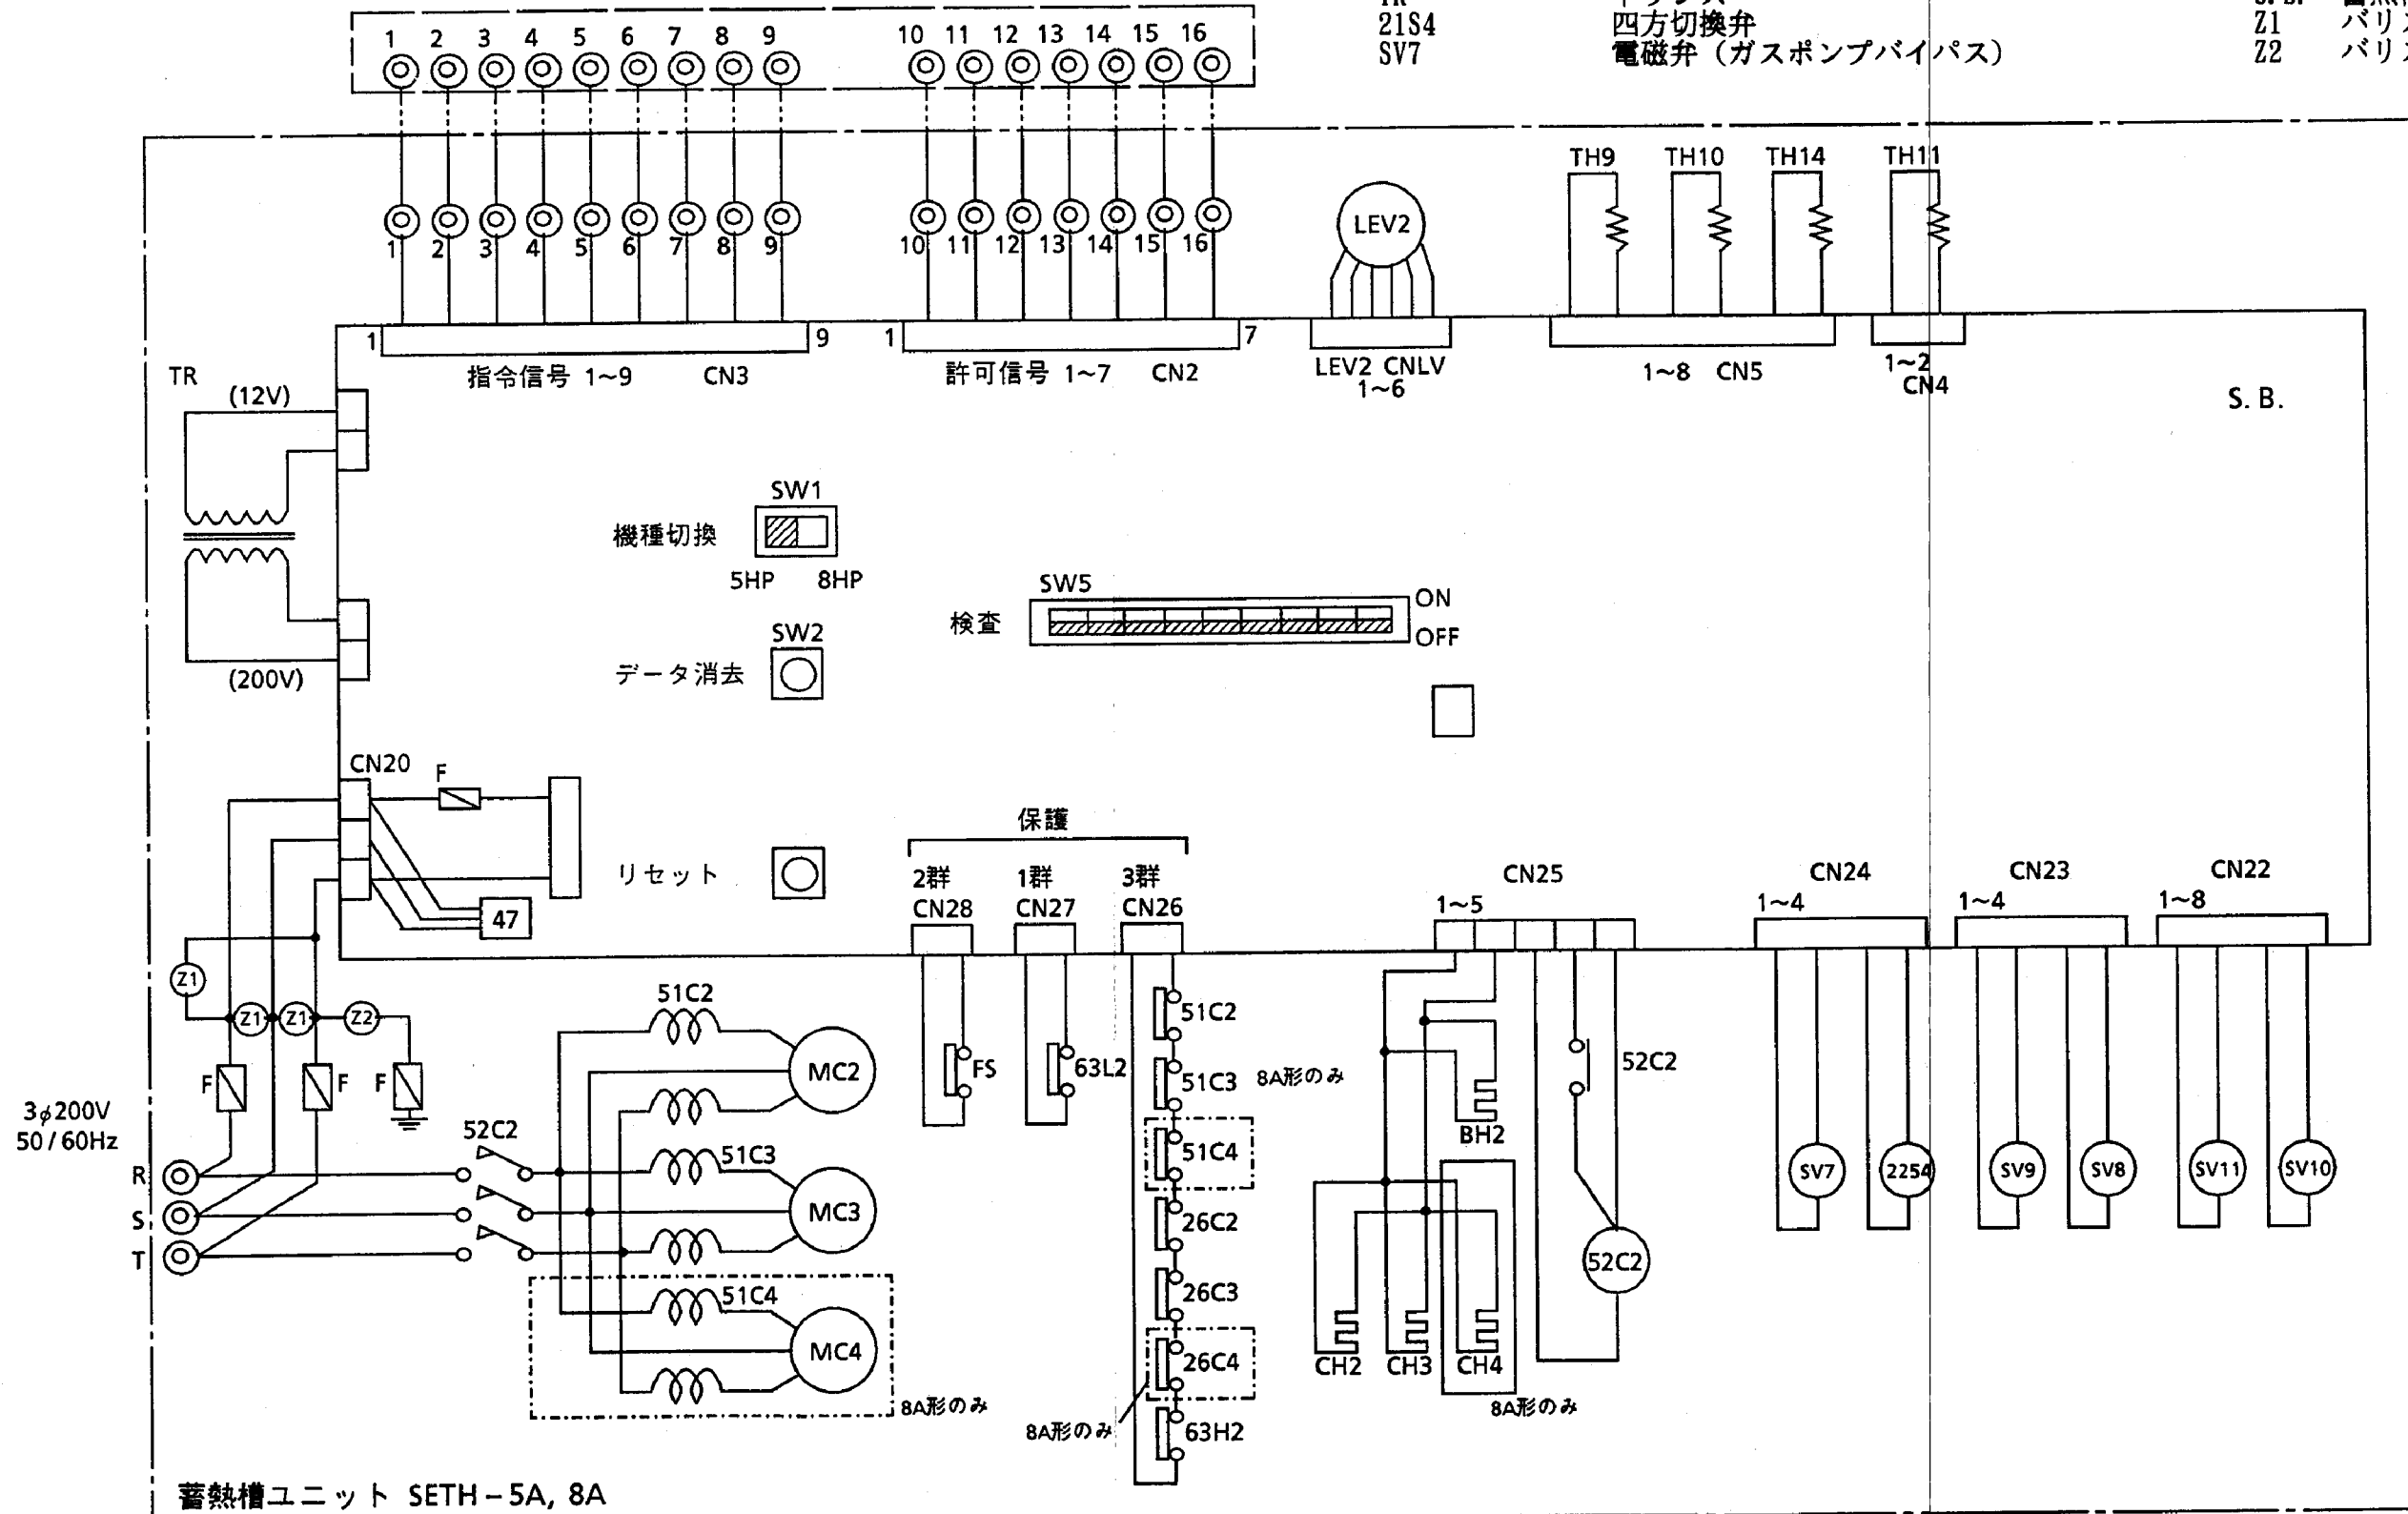 21S4 四方切換弁 Z1
SV7 電磁弁(ガスポンプバイパス) Z2
1 2 3 4 5 6 7 8 9 10 11 12 13 14 15 16
TH9 TH10 TH14 TH11
LEV2
1 2 3 4 5 6 7 8 9 10 11 12 13 14 15 16
1 9 1 7
指令信号 1~9 CN3 許可信号 1~7 CN2 LEV2 CNLV 1~8 CN5 1~2
1~6 CN4
TR
(12V)
S.B.
SW1
機種切換
5HP 8HP
SW5
ON
検査
OFF
SW2
データ消去
(200V)
CN20
F
保護
リセット
47
2群 1群 3群
CN28 CN27 CN26
CN25 CN24 CN23 CN22
1~5 1~4 1~4 1~8
Z1
Z1 Z1 Z2
F F F
51C2
MC2
FS 63L2
51C2
51C3 8A形のみ
51C4
26C2
26C3
26C4
63H2
8A形のみ
BH2
52C2
3φ200V
50/60Hz
52C2
R
S
T
51C3
MC3
51C4
MC4
8A形のみ
SV7 22S4 SV9 SV8 SV11 SV10
52C2
CH2 CH3 CH4
8A形のみ
蓄熱槽ユニット SETH-5A, 8A